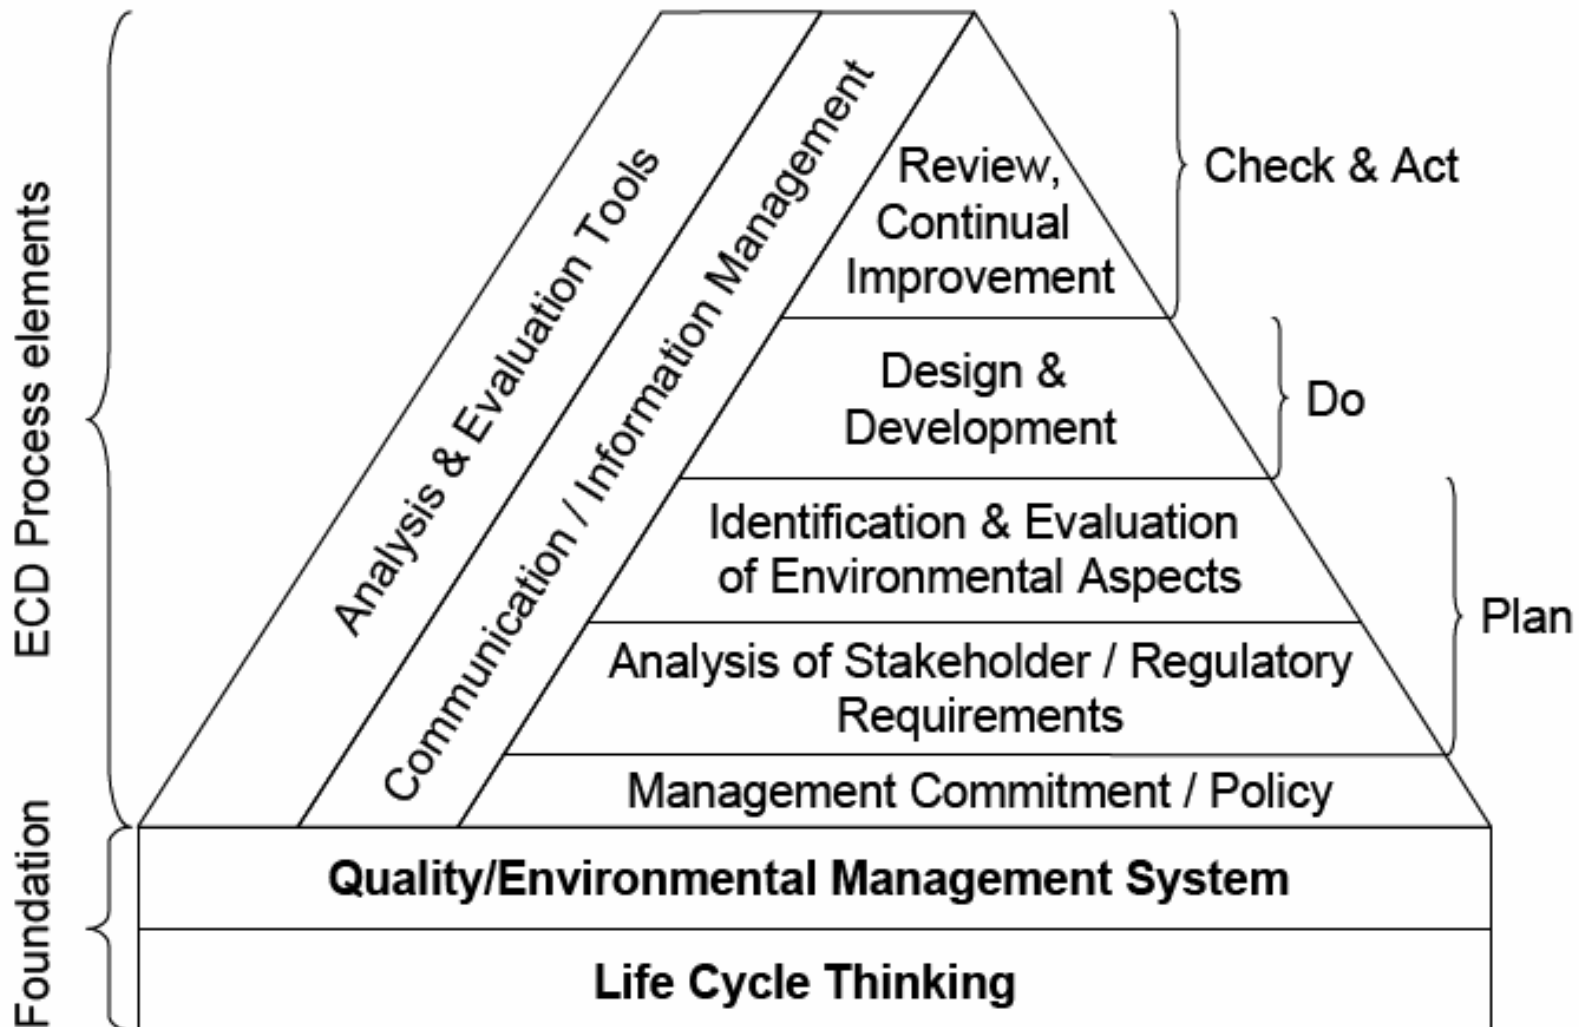 ECD Process elements
Foundation
Analysis & Evaluation Tools
Communication / Information Management
Review,
Continual
Improvement
Check & Act
Design &
Development
Do
Identification & Evaluation
of Environmental Aspects
Analysis of Stakeholder / Regulatory
Requirements
Plan
Management Commitment / Policy
Quality/Environmental Management System
Life Cycle Thinking